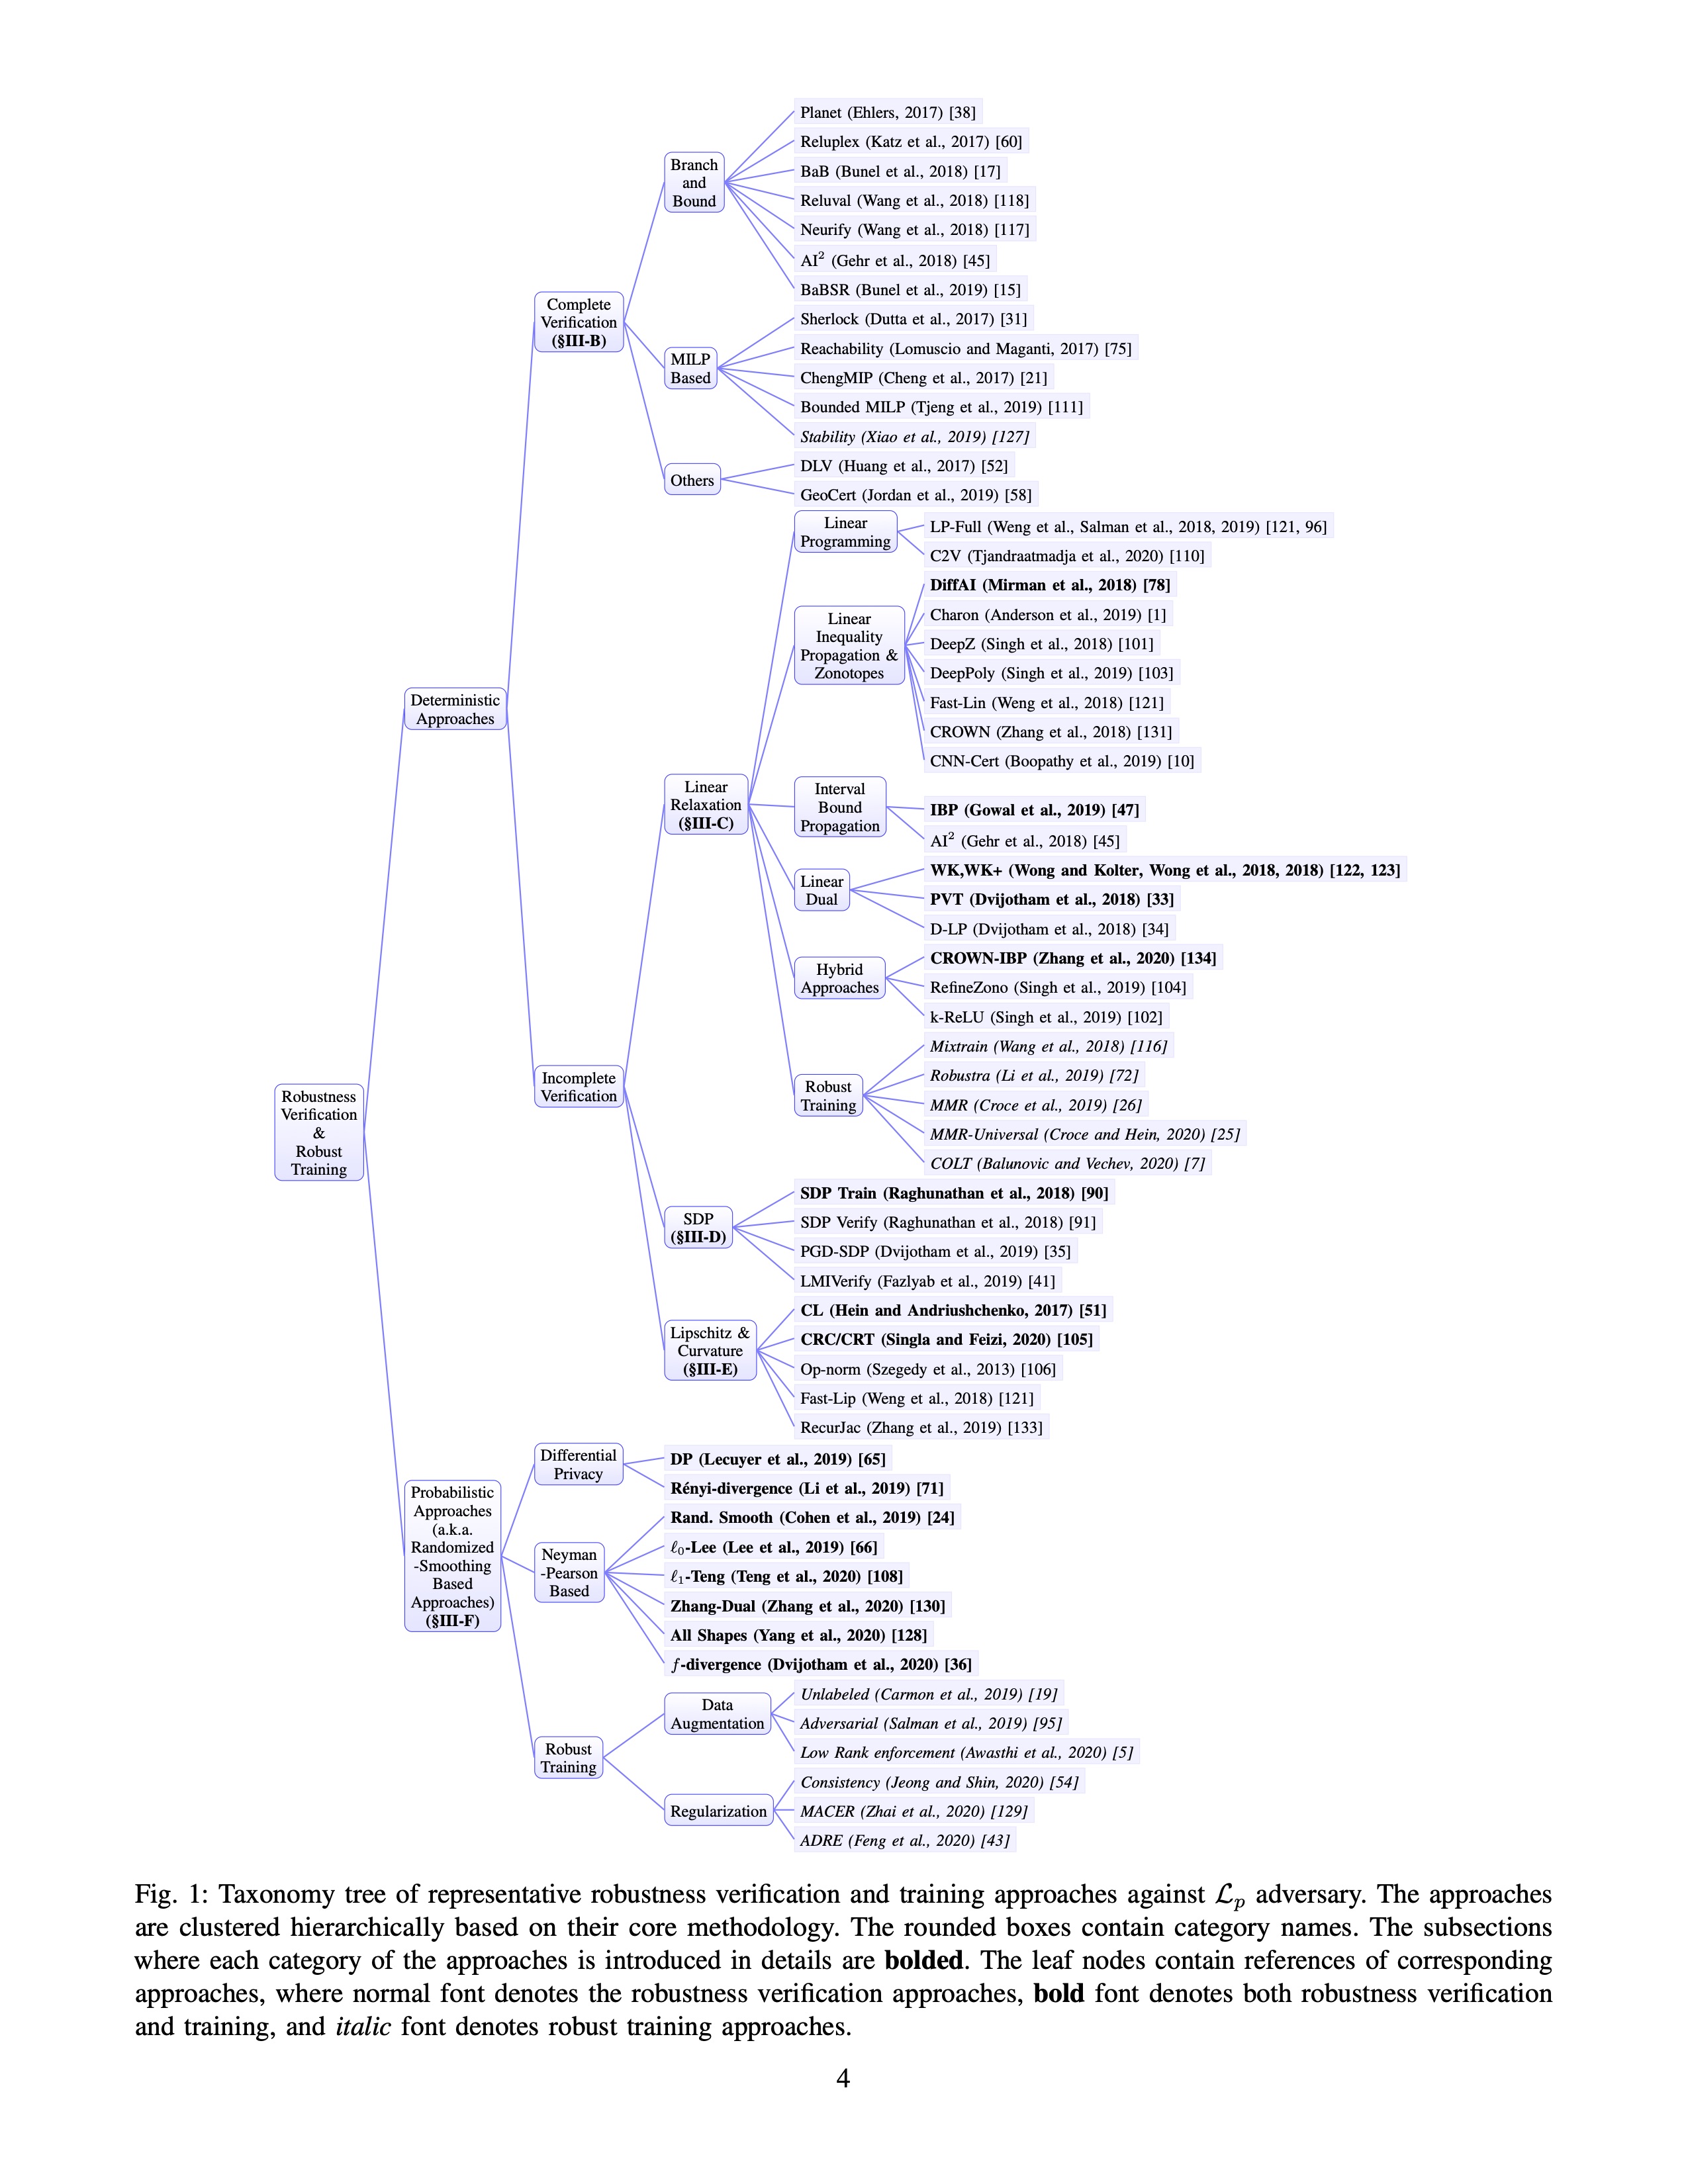 Planet (Ehlers, 2017) [38]
Reluplex (Katz et al., 2017) [60]
BaB (Bunel et al., 2018) [17]
Reluval (Wang et al., 2018) [118]
Neurify (Wang et al., 2018) [117]
AI² (Gehr et al., 2018) [45]
BaBSR (Bunel et al., 2019) [15]
Branch
and
Bound
Sherlock (Dutta et al., 2017) [31]
Reachability (Lomuscio and Maganti, 2017) [75]
ChengMIP (Cheng et al., 2017) [21]
Bounded MILP (Tjeng et al., 2019) [111]
Stability (Xiao et al., 2019) [127]
MILP
Based
Complete
Verification
(§III-B)
DLV (Huang et al., 2017) [52]
GeoCert (Jordan et al., 2019) [58]
Others
Linear
Programming
LP-Full (Weng et al., Salman et al., 2018, 2019) [121, 96]
C2V (Tjandraatmadja et al., 2020) [110]
Linear
Inequality
Propagation &
Zonotopes
DiffAI (Mirman et al., 2018) [78]
Charon (Anderson et al., 2019) [1]
DeepZ (Singh et al., 2018) [101]
DeepPoly (Singh et al., 2019) [103]
Fast-Lin (Weng et al., 2018) [121]
CROWN (Zhang et al., 2018) [131]
CNN-Cert (Boopathy et al., 2019) [10]
Deterministic
Approaches
Linear
Relaxation
(§III-C)
Interval
Bound
Propagation
IBP (Gowal et al., 2019) [47]
AI² (Gehr et al., 2018) [45]
Linear
Dual
WK,WK+ (Wong and Kolter, Wong et al., 2018, 2018) [122, 123]
PVT (Dvijotham et al., 2018) [33]
D-LP (Dvijotham et al., 2018) [34]
Hybrid
Approaches
CROWN-IBP (Zhang et al., 2020) [134]
RefineZono (Singh et al., 2019) [104]
k-ReLU (Singh et al., 2019) [102]
Incomplete
Verification
Robust
Training
Mixtrain (Wang et al., 2018) [116]
Robustra (Li et al., 2019) [72]
MMR (Croce et al., 2019) [26]
MMR-Universal (Croce and Hein, 2020) [25]
COLT (Balunovic and Vechev, 2020) [7]
Robustness
Verification
&
Robust
Training
SDP
(§III-D)
SDP Train (Raghunathan et al., 2018) [90]
SDP Verify (Raghunathan et al., 2018) [91]
PGD-SDP (Dvijotham et al., 2019) [35]
LMIVerify (Fazlyab et al., 2019) [41]
Lipschitz &
Curvature
(§III-E)
CL (Hein and Andriushchenko, 2017) [51]
CRC/CRT (Singla and Feizi, 2020) [105]
Op-norm (Szegedy et al., 2013) [106]
Fast-Lip (Weng et al., 2018) [121]
RecurJac (Zhang et al., 2019) [133]
Differential
Privacy
DP (Lecuyer et al., 2019) [65]
Rényi-divergence (Li et al., 2019) [71]
Probabilistic
Approaches
(a.k.a.
Randomized
-Smoothing
Based
Approaches)
(§III-F)
Neyman
-Pearson
Based
Rand. Smooth (Cohen et al., 2019) [24]
ℓ₀-Lee (Lee et al., 2019) [66]
ℓ₁-Teng (Teng et al., 2020) [108]
Zhang-Dual (Zhang et al., 2020) [130]
All Shapes (Yang et al., 2020) [128]
f-divergence (Dvijotham et al., 2020) [36]
Robust
Training
Data
Augmentation
Unlabeled (Carmon et al., 2019) [19]
Adversarial (Salman et al., 2019) [95]
Low Rank enforcement (Awasthi et al., 2020) [5]
Regularization
Consistency (Jeong and Shin, 2020) [54]
MACER (Zhai et al., 2020) [129]
ADRE (Feng et al., 2020) [43]
Fig. 1: Taxonomy tree of representative robustness verification and training approaches against ℒₚ adversary. The approaches
are clustered hierarchically based on their core methodology. The rounded boxes contain category names. The subsections
where each category of the approaches is introduced in details are bolded. The leaf nodes contain references of corresponding
approaches, where normal font denotes the robustness verification approaches, bold font denotes both robustness verification
and training, and italic font denotes robust training approaches.
4